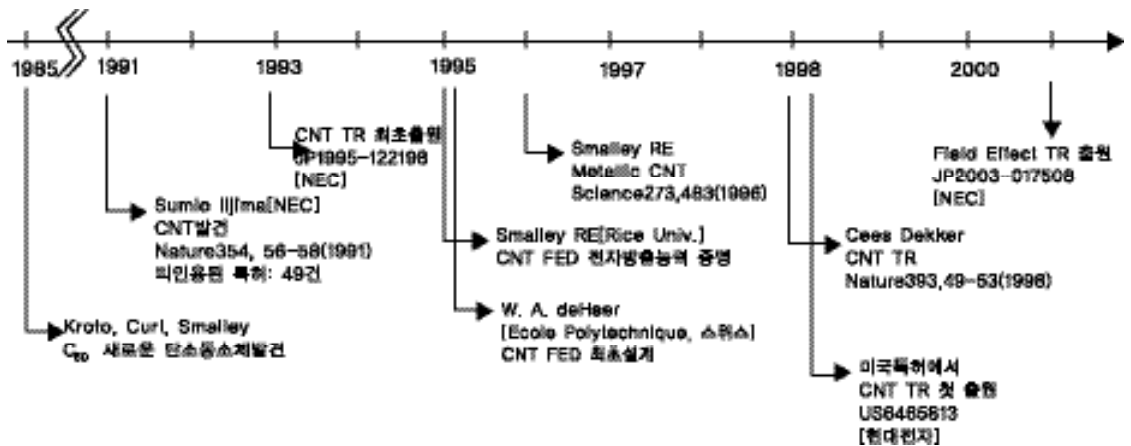 1985 1991 1993 1995 1997 1998 2000
CNT TR 최초출원
JP1995-122198
[NEC]
Smalley RE
Metallic CNT
Science273,483(1996)
Field Effect TR 출원
JP2003-017508
[NEC]
Sumio Iijima[NEC]
CNT발견
Nature354, 56-58(1991)
피인용된 특허: 49건
Smalley RE[Rice Univ.]
CNT FED 전자방출능력 증명
Cees Dekker
CNT TR
Nature393,49-53(1998)
Kroto, Curl, Smalley
C60 새로운 탄소동소체발견
W. A. deHeer
[Ecole Polytechnique, 스위스]
CNT FED 최초설계
미국특허에서
CNT TR 첫 출원
US6465813
[현대전자]